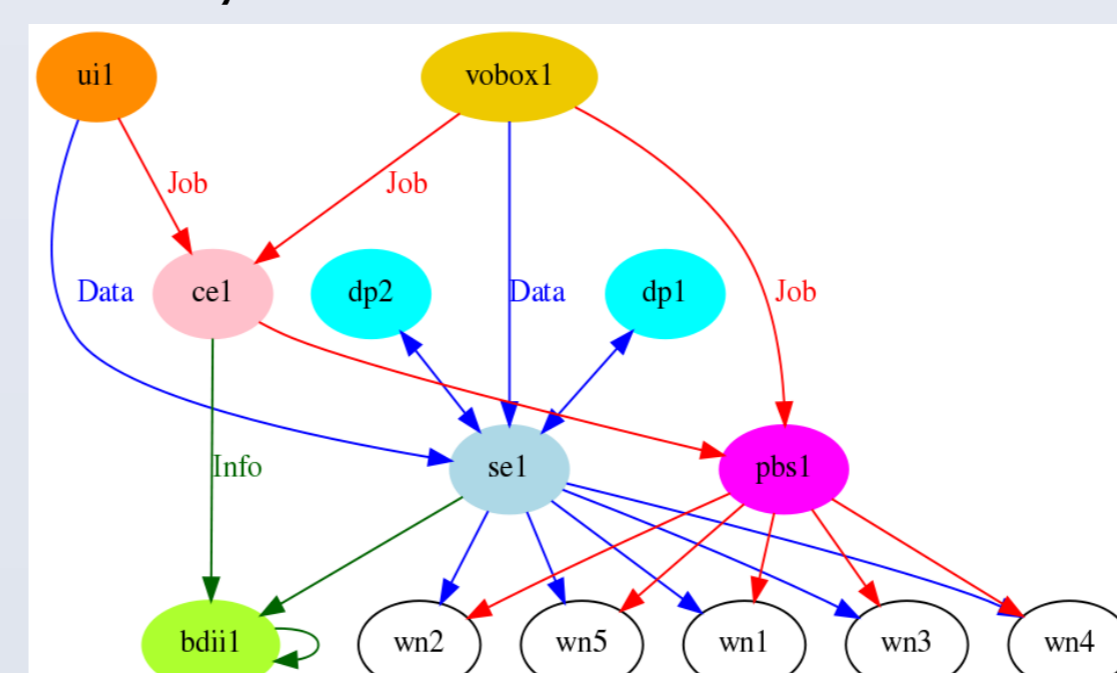 ui1
vobox1
Job
Job
Data
ce1
dp2
Data
dp1
Job
Info
se1
pbs1
bdii1
wn2
wn5
wn1
wn3
wn4